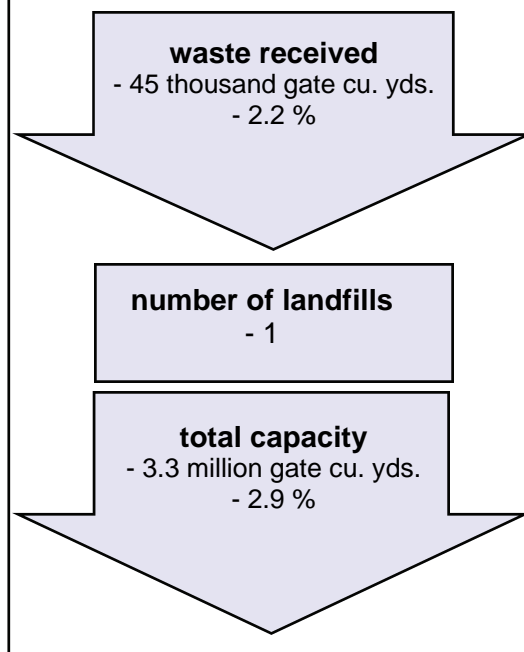 waste received
- 45 thousand gate cu. yds.
- 2.2 %
number of landfills
- 1
total capacity
- 3.3 million gate cu. yds.
- 2.9 %